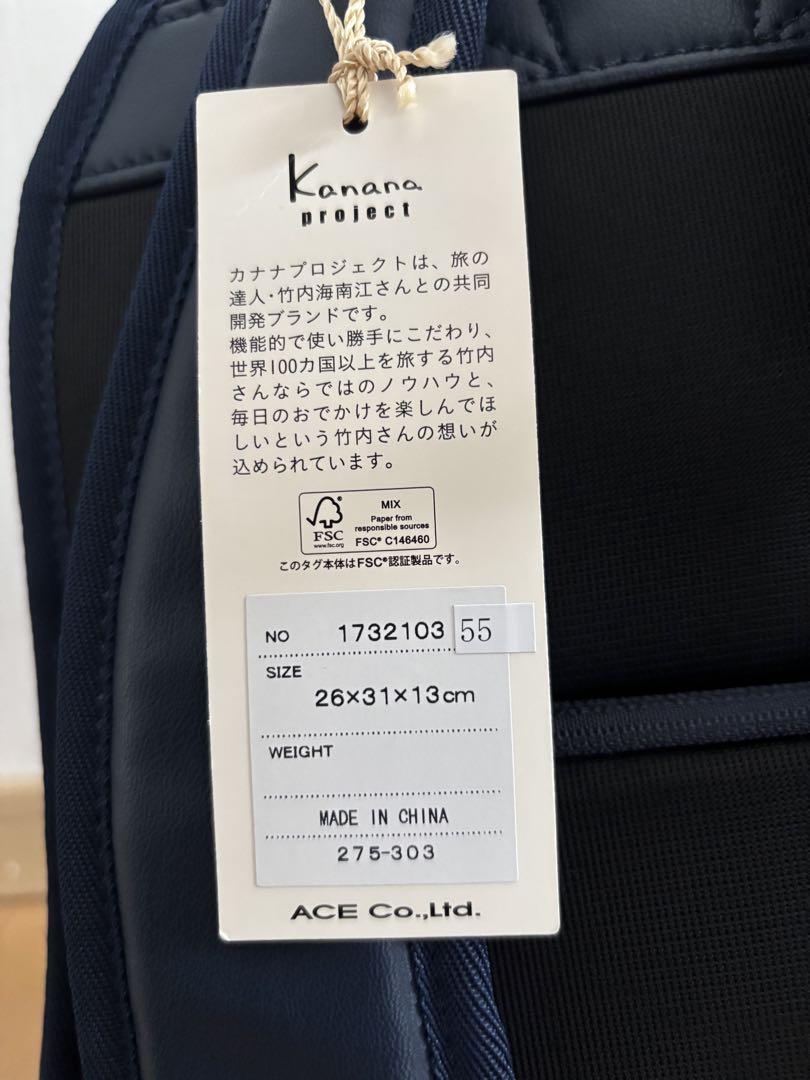 Kanana
project
カナナプロジェクトは、旅の
達人・竹内海南江さんとの共同
開発ブランドです。
機能的で使い勝手にこだわり、
世界100カ国以上を旅する竹内
さんならではのノウハウと、
毎日のおでかけを楽しんでほ
しいという竹内さんの想いが
込められています。
FSC
www.fsc.org
MIX
Paper from
responsible sources
FSC® C146460
このタグ本体はFSC®認証製品です。
NO 1732103 55
SIZE
26×31×13cm
WEIGHT
MADE IN CHINA
275-303
ACE Co.,Ltd.